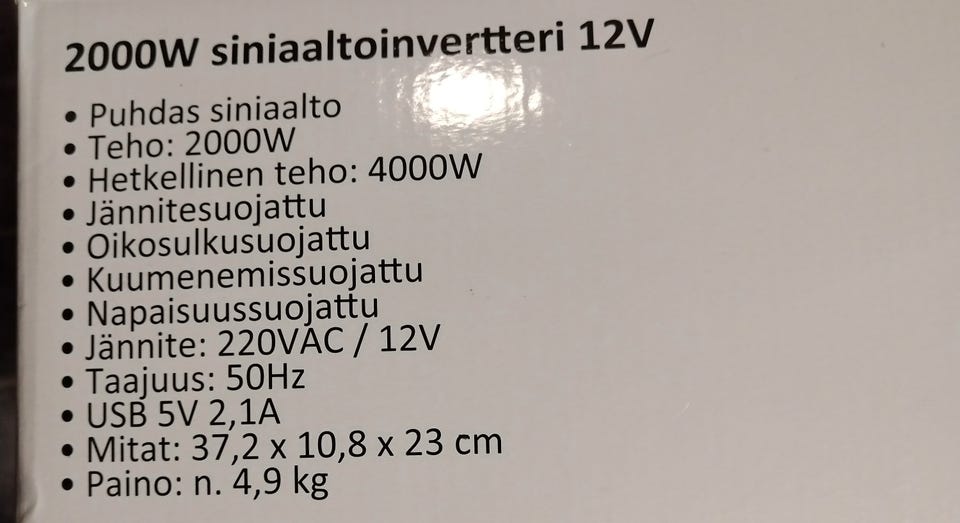 2000W siniaaltoinvertteri 12V
• Puhdas siniaalto
• Teho: 2000W
• Hetkellinen teho: 4000W
• Jännitesuojattu
• Oikosulkusuojattu
• Kuumenemissuojattu
• Napaisuussuojattu
• Jännite: 220VAC / 12V
• Taajuus: 50Hz
• USB 5V 2,1A
• Mitat: 37,2 x 10,8 x 23 cm
• Paino: n. 4,9 kg